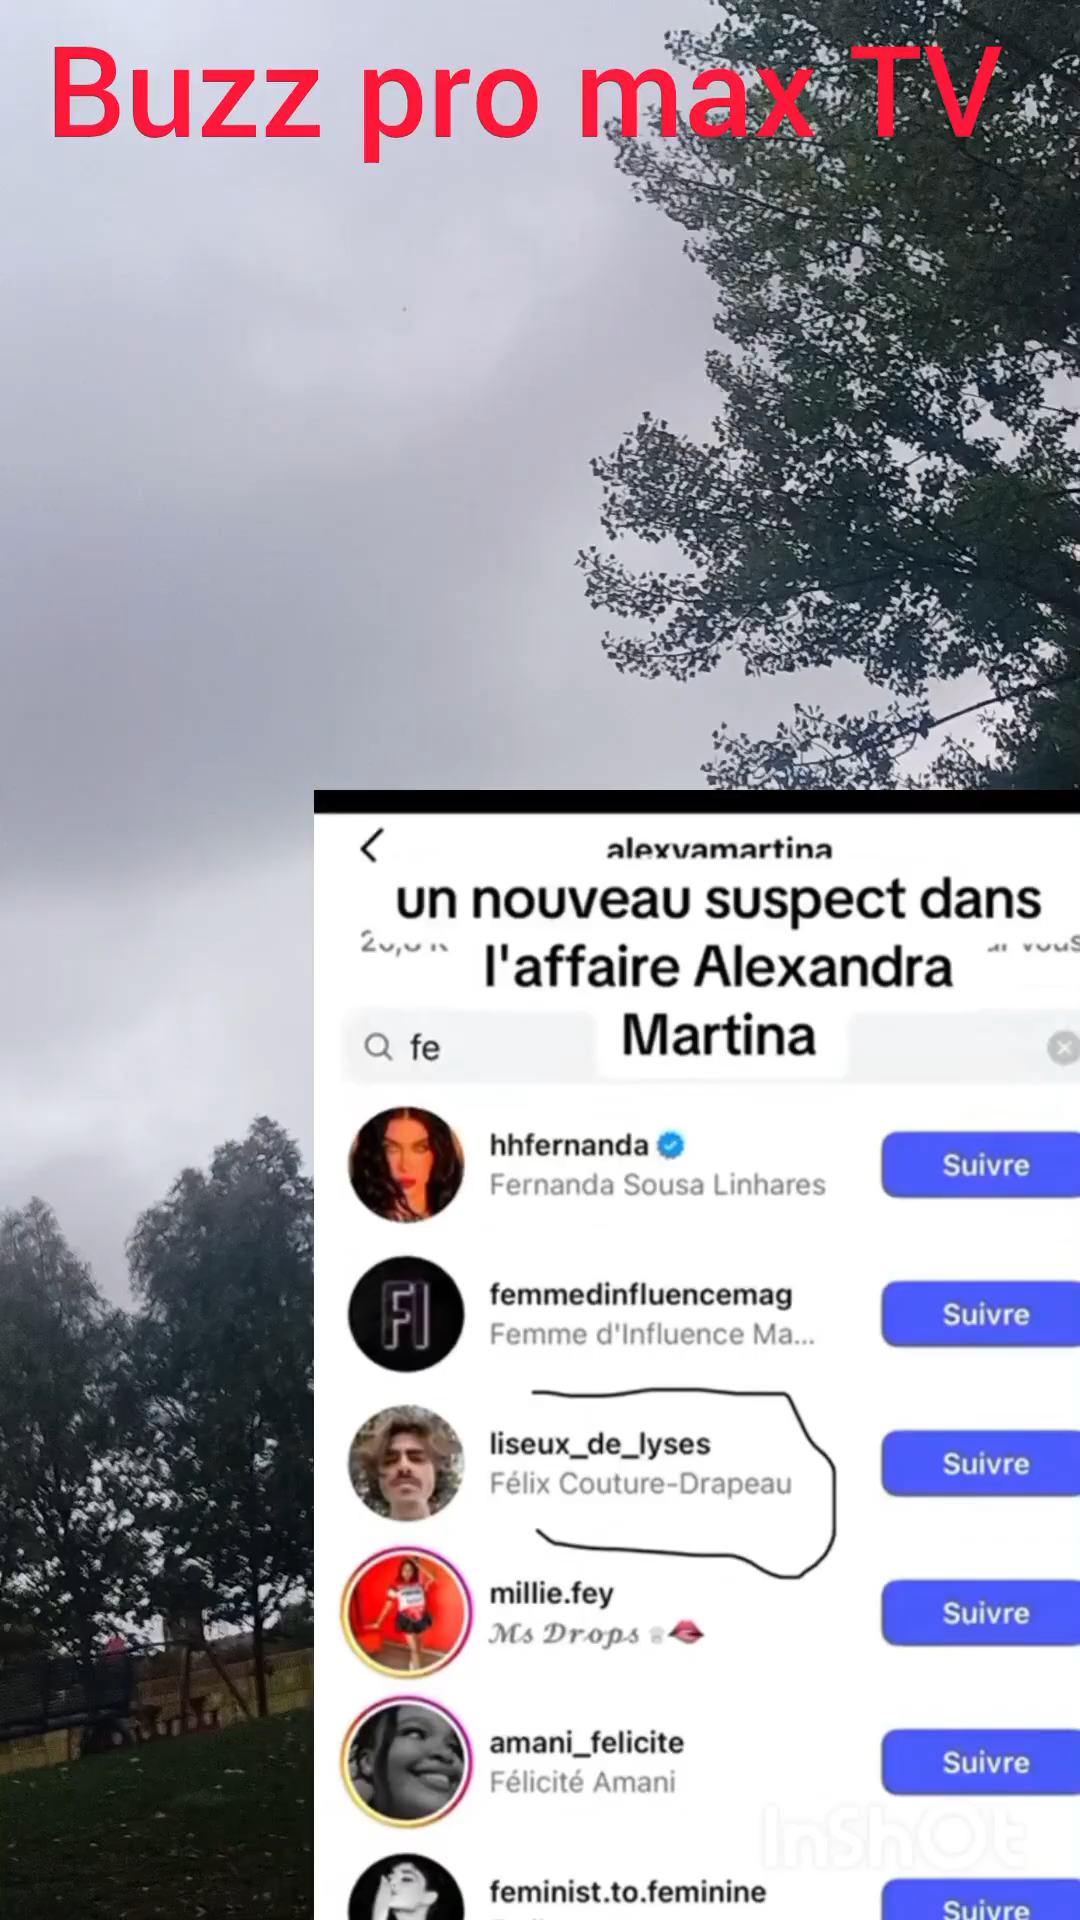 Buzz pro max TV
alexvamartina
un nouveau suspect dans
l'affaire Alexandra
Martina
fe
hhfernanda
Fernanda Sousa Linhares
Suivre
femmedinfluencemag
Femme d'Influence Ma...
Suivre
liseux_de_lyses
Félix Couture-Drapeau
Suivre
millie.fey
Ms Drops
Suivre
amani_felicite
Félicité Amani
Suivre
InShOt
feminist.to.feminine
Suivre